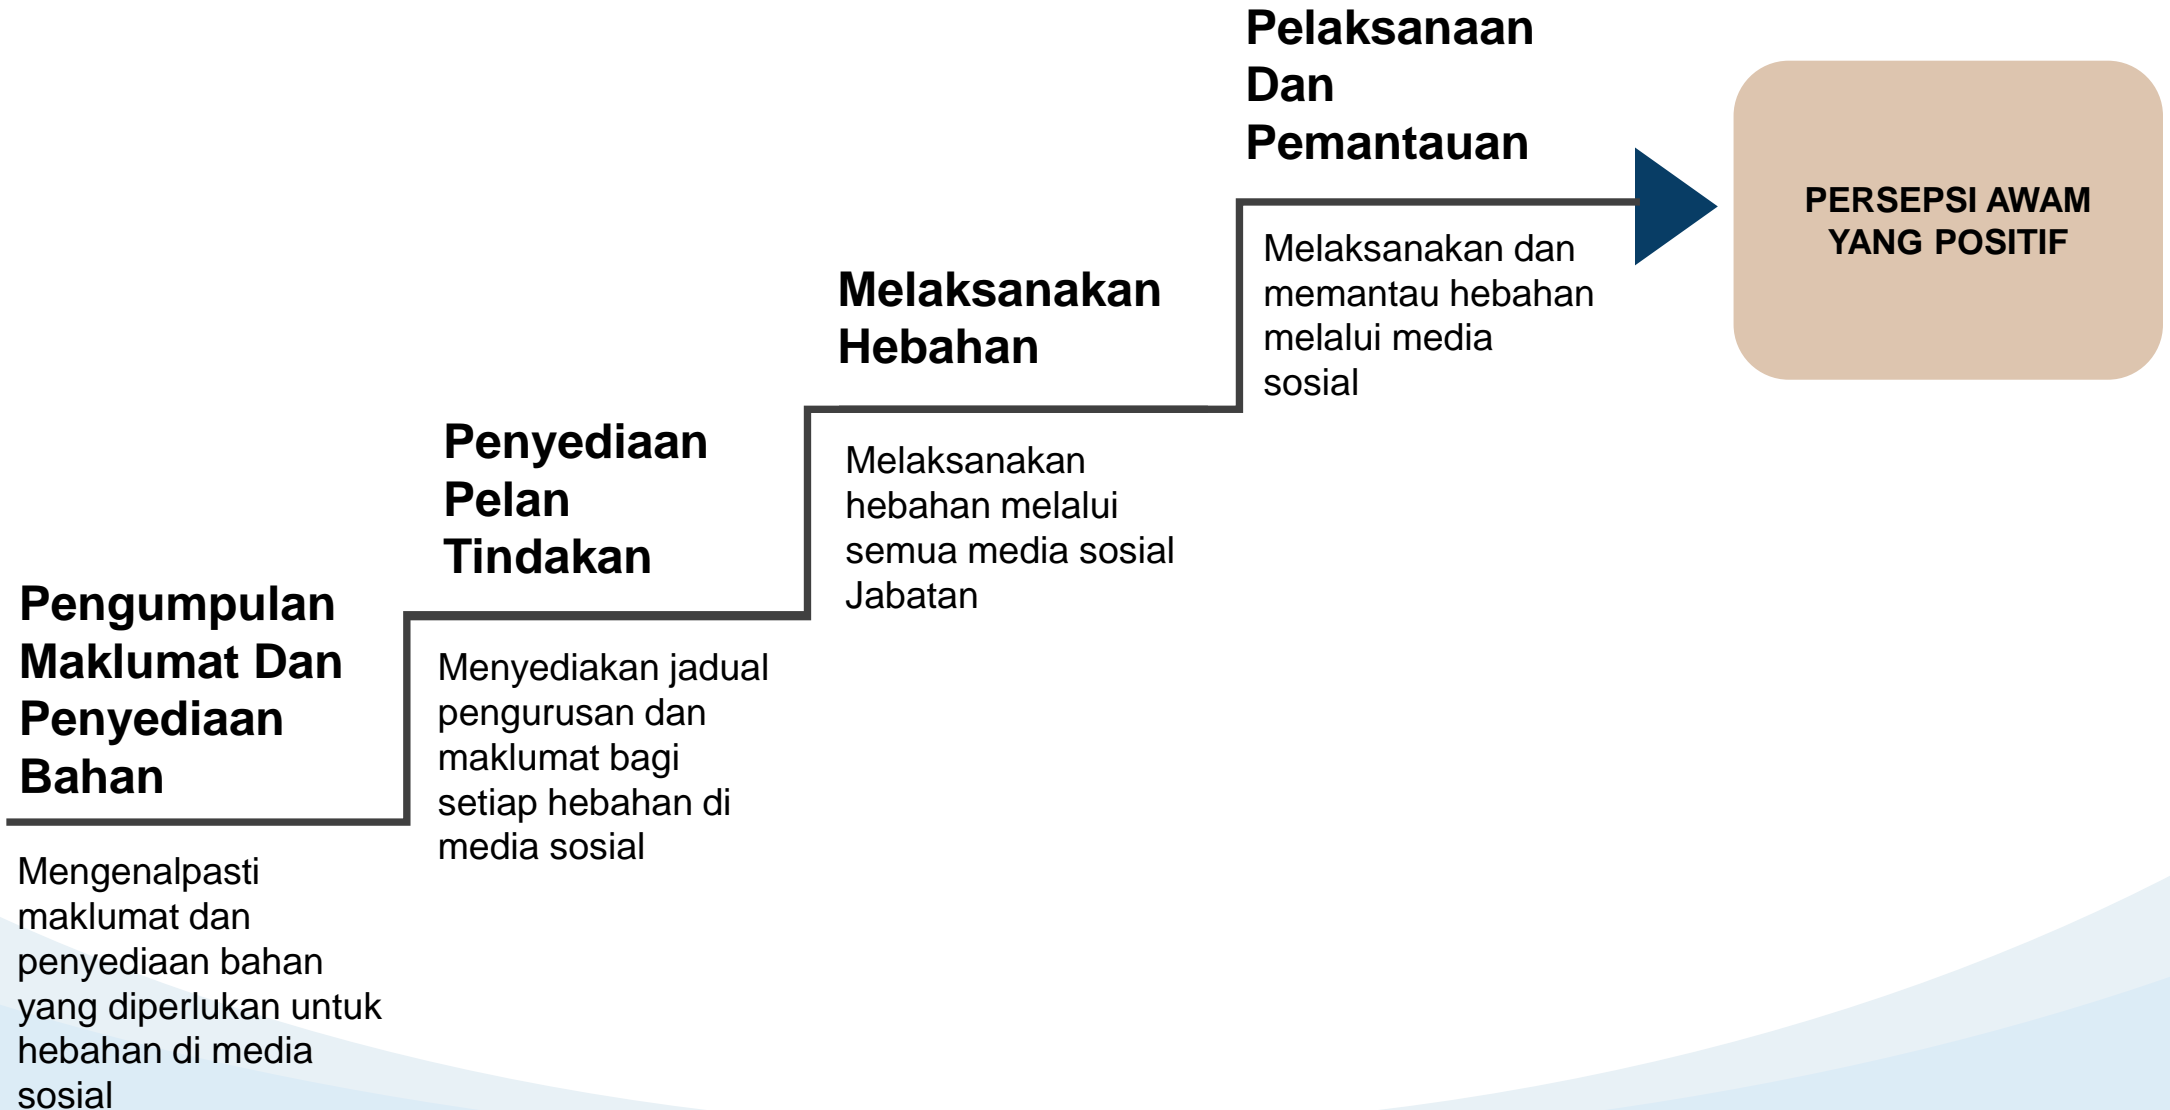 Pengumpulan
Maklumat Dan
Penyediaan
Bahan
Mengenalpasti
maklumat dan
penyediaan bahan
yang diperlukan untuk
hebahan di media
sosial
Penyediaan
Pelan
Tindakan
Menyediakan jadual
pengurusan dan
maklumat bagi
setiap hebahan di
media sosial
Melaksanakan
Hebahan
Melaksanakan
hebahan melalui
semua media sosial
Jabatan
Pelaksanaan
Dan
Pemantauan
Melaksanakan dan
memantau hebahan
melalui media
sosial
PERSEPSI AWAM
YANG POSITIF